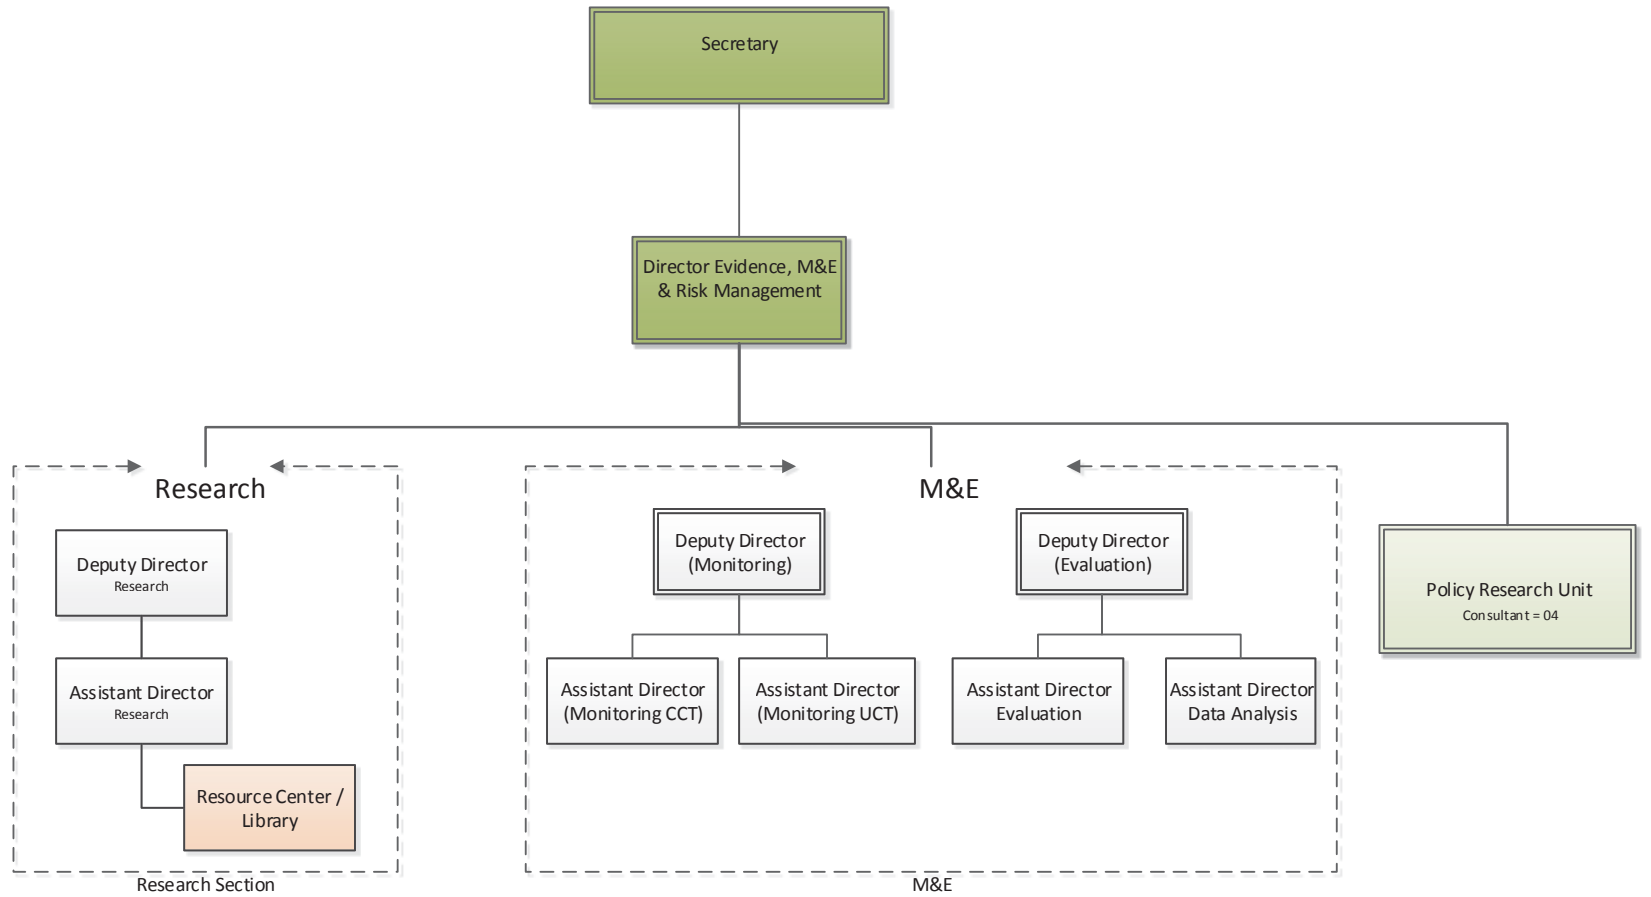 Secretary
Director Evidence, M&E
& Risk Management
Research
Deputy Director
Research
Assistant Director
Research
Resource Center /
Library
Research Section
M&E
Deputy Director
(Monitoring)
Deputy Director
(Evaluation)
Assistant Director
(Monitoring CCT)
Assistant Director
(Monitoring UCT)
Assistant Director
Evaluation
Assistant Director
Data Analysis
M&E
Policy Research Unit
Consultant = 04